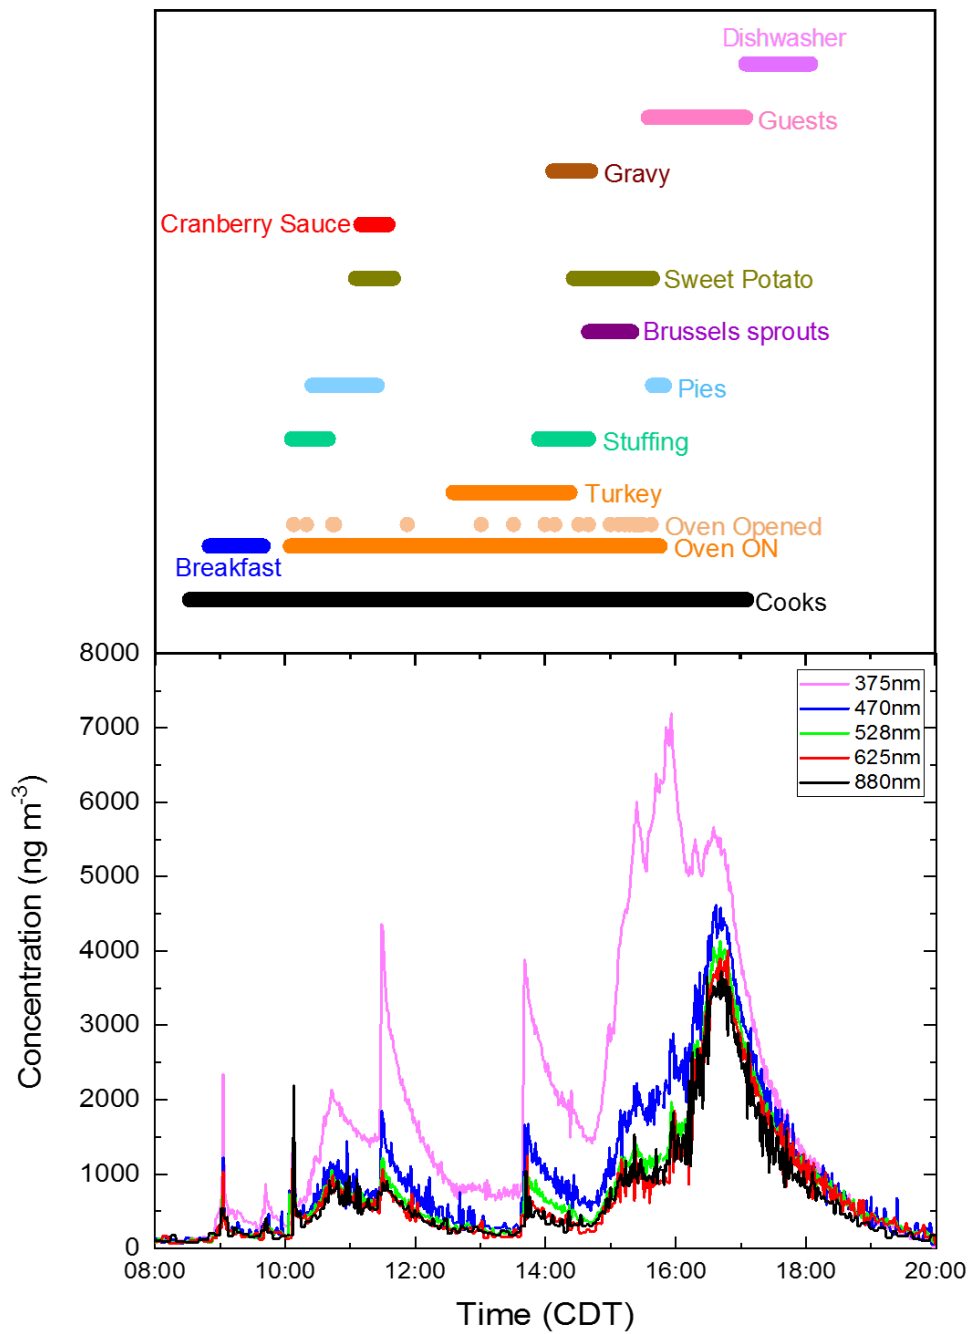 Dishwasher
Guests
Gravy
Cranberry Sauce
Sweet Potato
Brussels sprouts
Pies
Stuffing
Turkey
Oven Opened
Oven ON
Breakfast
Cooks
8000
7000
6000
5000
4000
3000
2000
1000
0
Concentration (ng m⁻³)
375nm
470nm
528nm
625nm
880nm
08:00 10:00 12:00 14:00 16:00 18:00 20:00
Time (CDT)